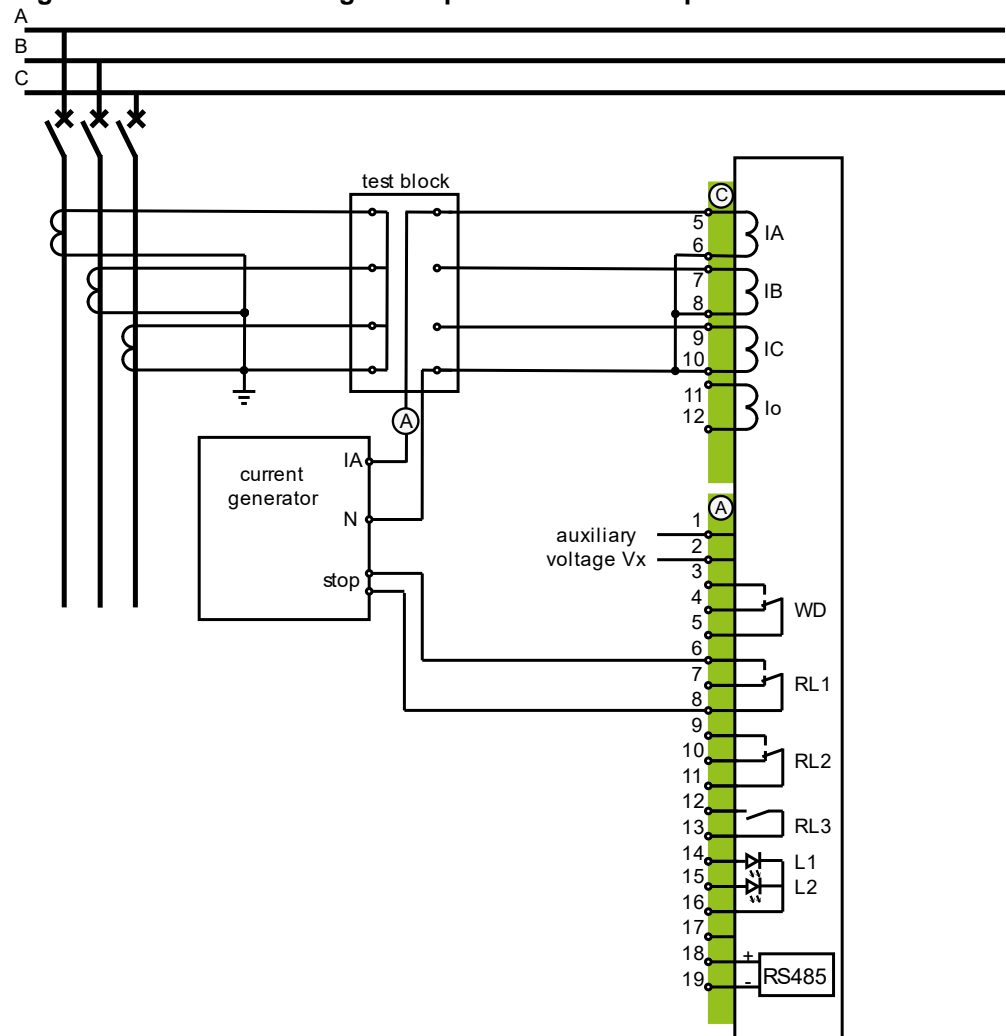 A
B
C
test block
C
5
IA
6
7
IB
8
9
IC
10
11
Io
12
A
IA
current
generator
N
stop
A
1
auxiliary
voltage Vx
2
3
4
WD
5
6
7
RL1
8
9
10
RL2
11
12
RL3
13
14
L1
15
L2
16
17
18
+
RS485
19
-